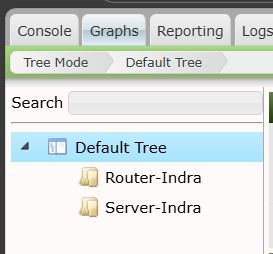 Console Graphs Reporting Logs
Tree Mode Default Tree
Search
Default Tree
Router-Indra
Server-Indra